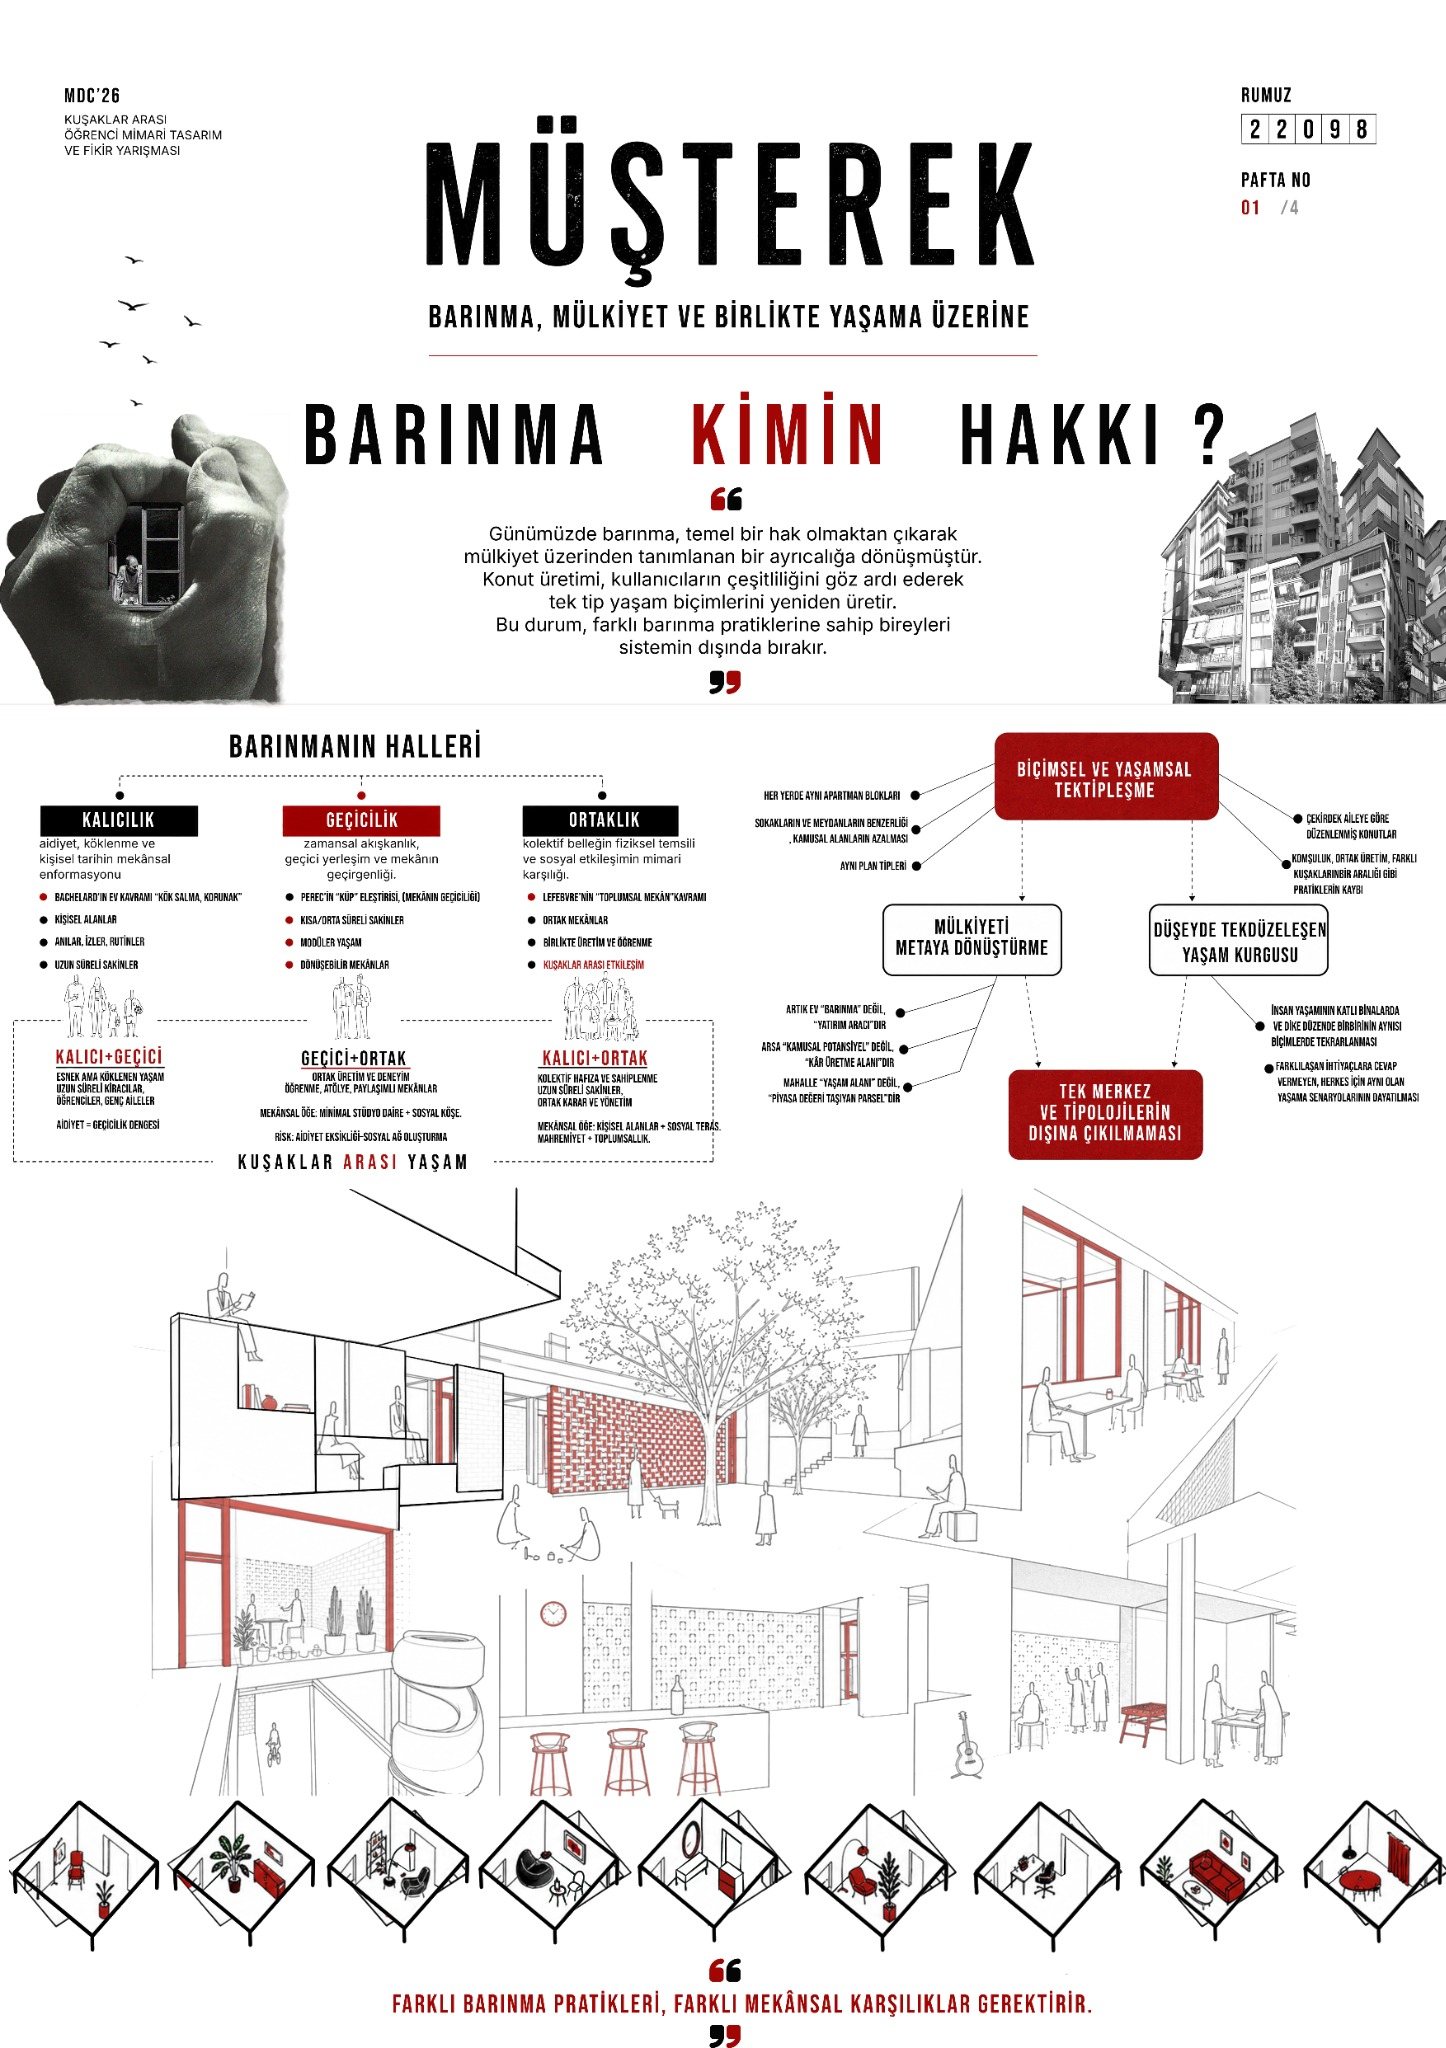 MDC'26
KUŞAKLAR ARASI
ÖĞRENCİ MİMARİ TASARIM
VE FİKİR YARIŞMASI
RUMUZ
2 2 0 9 8
PAFTA NO
01 /4
MÜŞTEREK
BARINMA, MÜLKİYET VE BİRLİKTE YAŞAMA ÜZERİNE
BARINMA KİMİN HAKKI ?
“
Günümüzde barınma, temel bir hak olmaktan çıkarak
mülkiyet üzerinden tanımlanan bir ayrıcalığa dönüşmüştür.
Konut üretimi, kullanıcıların çeşitliliğini göz ardı ederek
tek tip yaşam biçimlerini yeniden üretir.
Bu durum, farklı barınma pratiklerine sahip bireyleri
sistemin dışında bırakır.
”
BARINMANIN HALLERİ
KALICILIK
aidiyet, köklenme ve
kişisel tarihin mekânsal
enformasyonu
BACHELARD'IN EV KAVRAMI "KÖK SALMA, KORUNAK"
KİŞİSEL ALANLAR
ANILAR, İZLER, RUTİNLER
UZUN SÜRELİ SAKİNLER
GEÇİCİLİK
zamansal akışkanlık,
geçici yerleşim ve mekânın
geçirgenliği.
PEREC'İN "KÜP" ELEŞTİRİSİ, (MEKÂNIN GEÇİCİLİĞİ)
KISA/ORTA SÜRELİ SAKİNLER
MODÜLER YAŞAM
DÖNÜŞEBİLİR MEKÂNLAR
ORTAKLIK
kolektif belleğin fiziksel temsili
ve sosyal etkileşimin mimari
karşılığı.
LEFEBVRE'NİN "TOPLUMSAL MEKÂN"KAVRAMI
ORTAK MEKÂNLAR
BİRLİKTE ÜRETİM VE ÖĞRENME
KUŞAKLAR ARASI ETKİLEŞİM
KALICI+GEÇİCİ
ESNEK AMA KÖKLENEN YAŞAM
UZUN SÜRELİ KİRACILAR,
ÖĞRENCİLER, GENÇ AİLELER
AİDİYET = GEÇİCİLİK DENGESİ
GEÇİCİ+ORTAK
ORTAK ÜRETİM VE DENEYİM
ÖĞRENME, ATÖLYE, PAYLAŞIMLI MEKÂNLAR
MEKÂNSAL ÖĞE: MİNİMAL STÜDYO DAİRE + SOSYAL KÖŞE.
RİSK: AİDİYET EKSİKLİĞİ-SOSYAL AĞ OLUŞTURMA
KALICI+ORTAK
KOLEKTİF HAFIZA VE SAHİPLENME
UZUN SÜRELİ SAKİNLER,
ORTAK KARAR VE YÖNETİM
MEKÂNSAL ÖĞE: KİŞİSEL ALANLAR + SOSYAL TERAS.
MAHREMİYET + TOPLUMSALLIK.
KUŞAKLAR ARASI YAŞAM
BİÇİMSEL VE YAŞAMSAL
TEKTİPLEŞME
HER YERDE AYNI APARTMAN BLOKLARI
SOKAKLARIN VE MEYDANLARIN BENZERLİĞİ
, KAMUSAL ALANLARIN AZALMASI
AYNI PLAN TİPLERİ
ÇEKİRDEK AİLEYE GÖRE
DÜZENLENMİŞ KONUTLAR
KOMŞULUK, ORTAK ÜRETİM, FARKLI
KUŞAKLARINBİR ARALIĞI GİBİ
PRATİKLERİN KAYBI
MÜLKİYETİ
METAYA DÖNÜŞTÜRME
DÜŞEYDE TEKDÜZELEŞEN
YAŞAM KURGUSU
ARTIK EV "BARINMA" DEĞİL,
"YATIRIM ARACI"DIR
ARSA "KAMUSAL POTANSİYEL" DEĞİL,
"KÂR ÜRETME ALANI"DIR
MAHALLE "YAŞAM ALANI" DEĞİL,
"PİYASA DEĞERİ TAŞIYAN PARSEL"DİR
İNSAN YAŞAMININ KATLI BİNALARDA
VE DİKE DÜZENDE BİRBİRİNİN AYNISI
BİÇİMLERDE TEKRARLANMASI
FARKLILAŞAN İHTİYAÇLARA CEVAP
VERMEYEN, HERKES İÇİN AYNI OLAN
YAŞAMA SENARYOLARININ DAYATILMASI
TEK MERKEZ
VE TİPOLOJİLERİN
DIŞINA ÇIKILMAMASI
“
FARKLI BARINMA PRATİKLERİ, FARKLI MEKÂNSAL KARŞILIKLAR GEREKTİRİR.
”